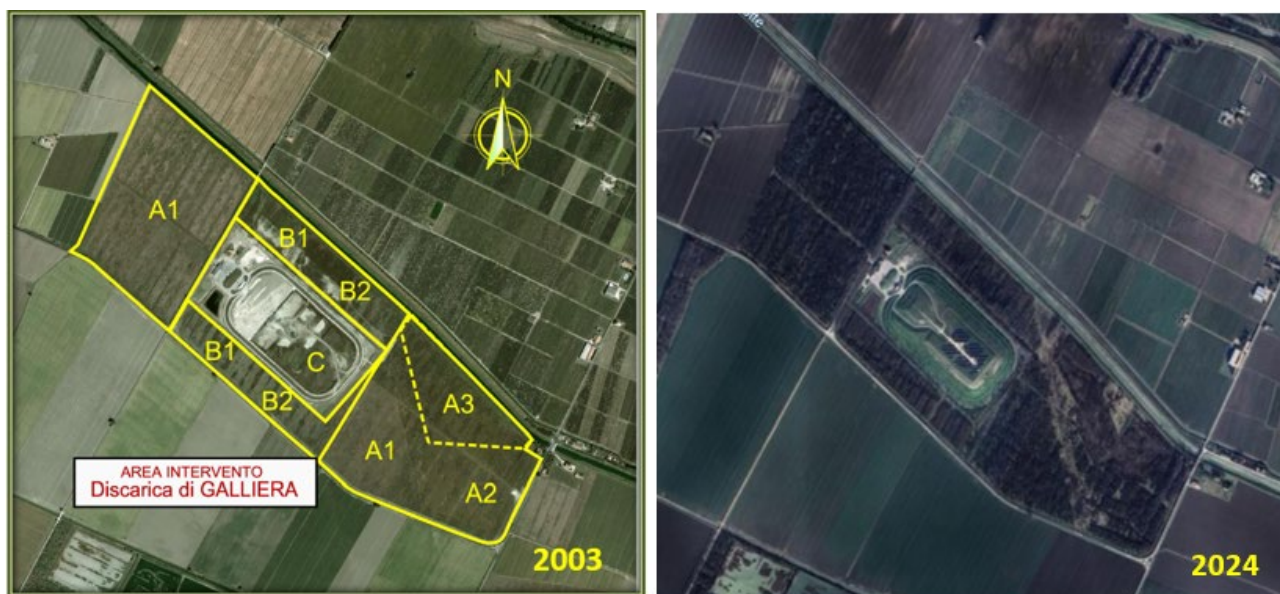 N
A1
B1
B2
B1
C
B2
A3
A1
A2
AREA INTERVENTO
Discarica di GALLIERA
2003
2024